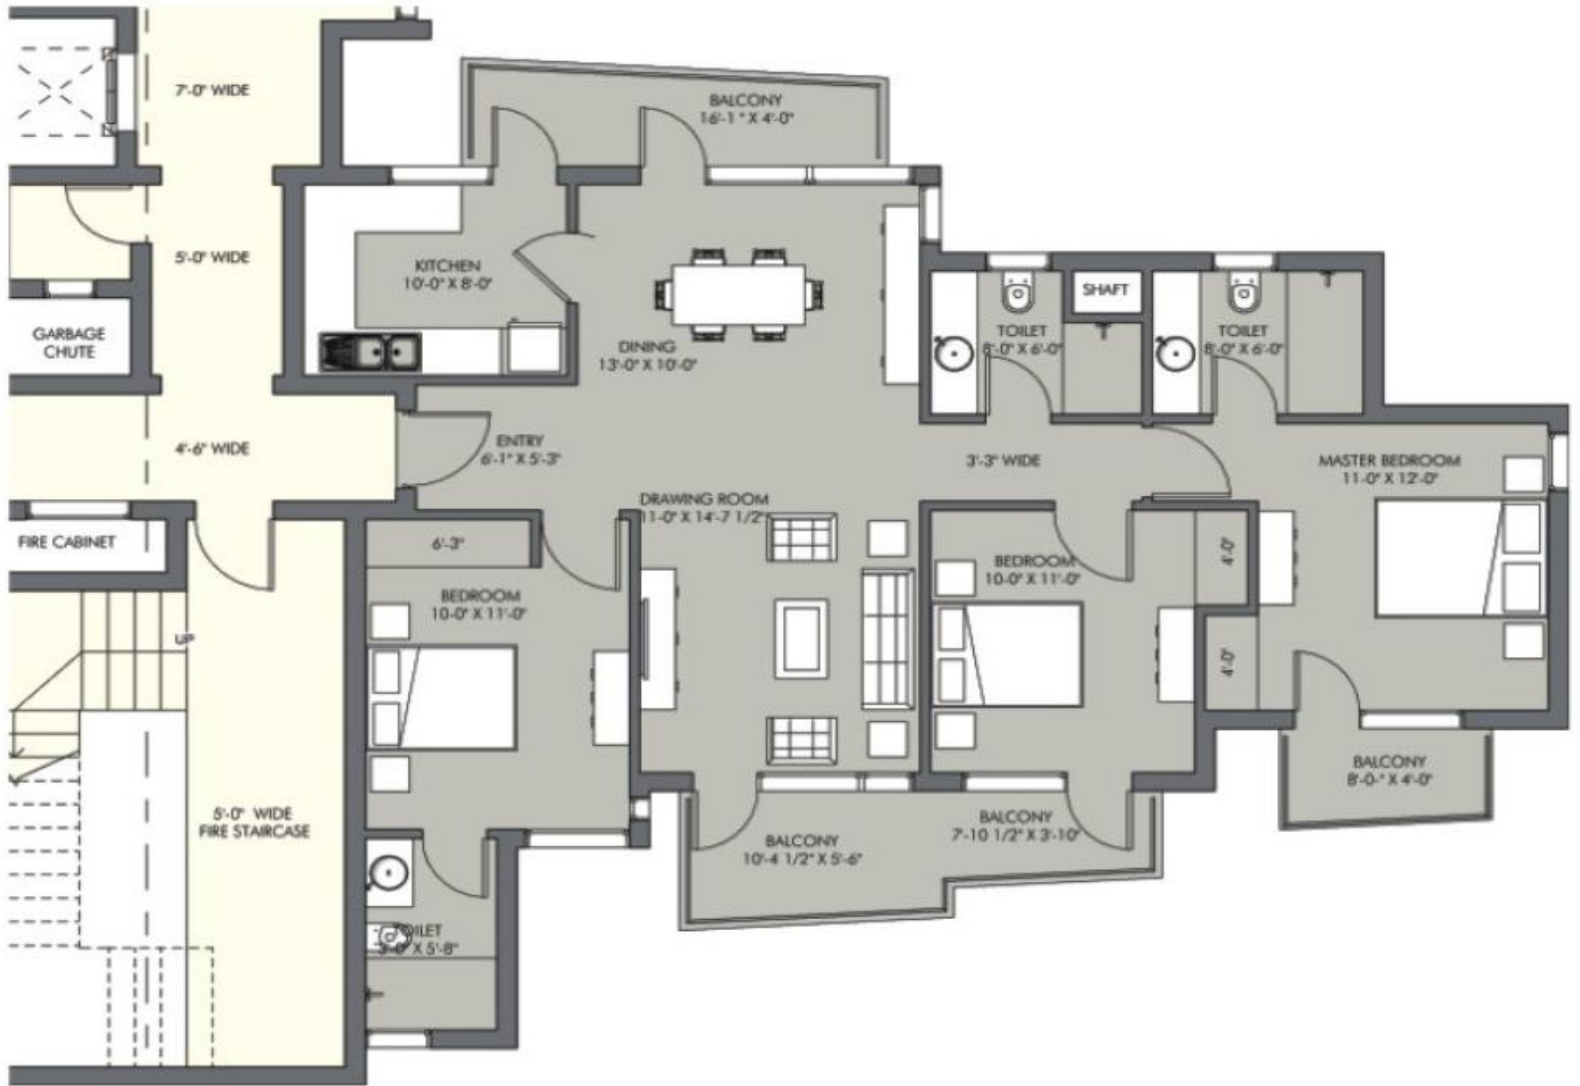 7'-0" WIDE
BALCONY
16'-1 " X 4'-0"
5'-0" WIDE
KITCHEN
10'-0" X 8'-0"
SHAFT
GARBAGE
CHUTE
DINING
13'-0" X 10'-0"
TOILET
8'-0" X 6'-0"
TOILET
8'-0" X 6'-0"
4'-6" WIDE
ENTRY
6'-1" X 5'-3"
3'-3" WIDE
MASTER BEDROOM
11'-0" X 12'-0"
DRAWING ROOM
11'-0" X 14'-7 1/2"
FIRE CABINET
6'-3"
BEDROOM
10'-0" X 11'-0"
4'-0"
BEDROOM
10'-0" X 11'-0"
UP
4'-0"
BALCONY
8'-0-" X 4'-0"
5'-0" WIDE
FIRE STAIRCASE
BALCONY
10'-4 1/2" X 5'-6"
BALCONY
7'-10 1/2" X 3'-10"
TOILET
X 5'-8"